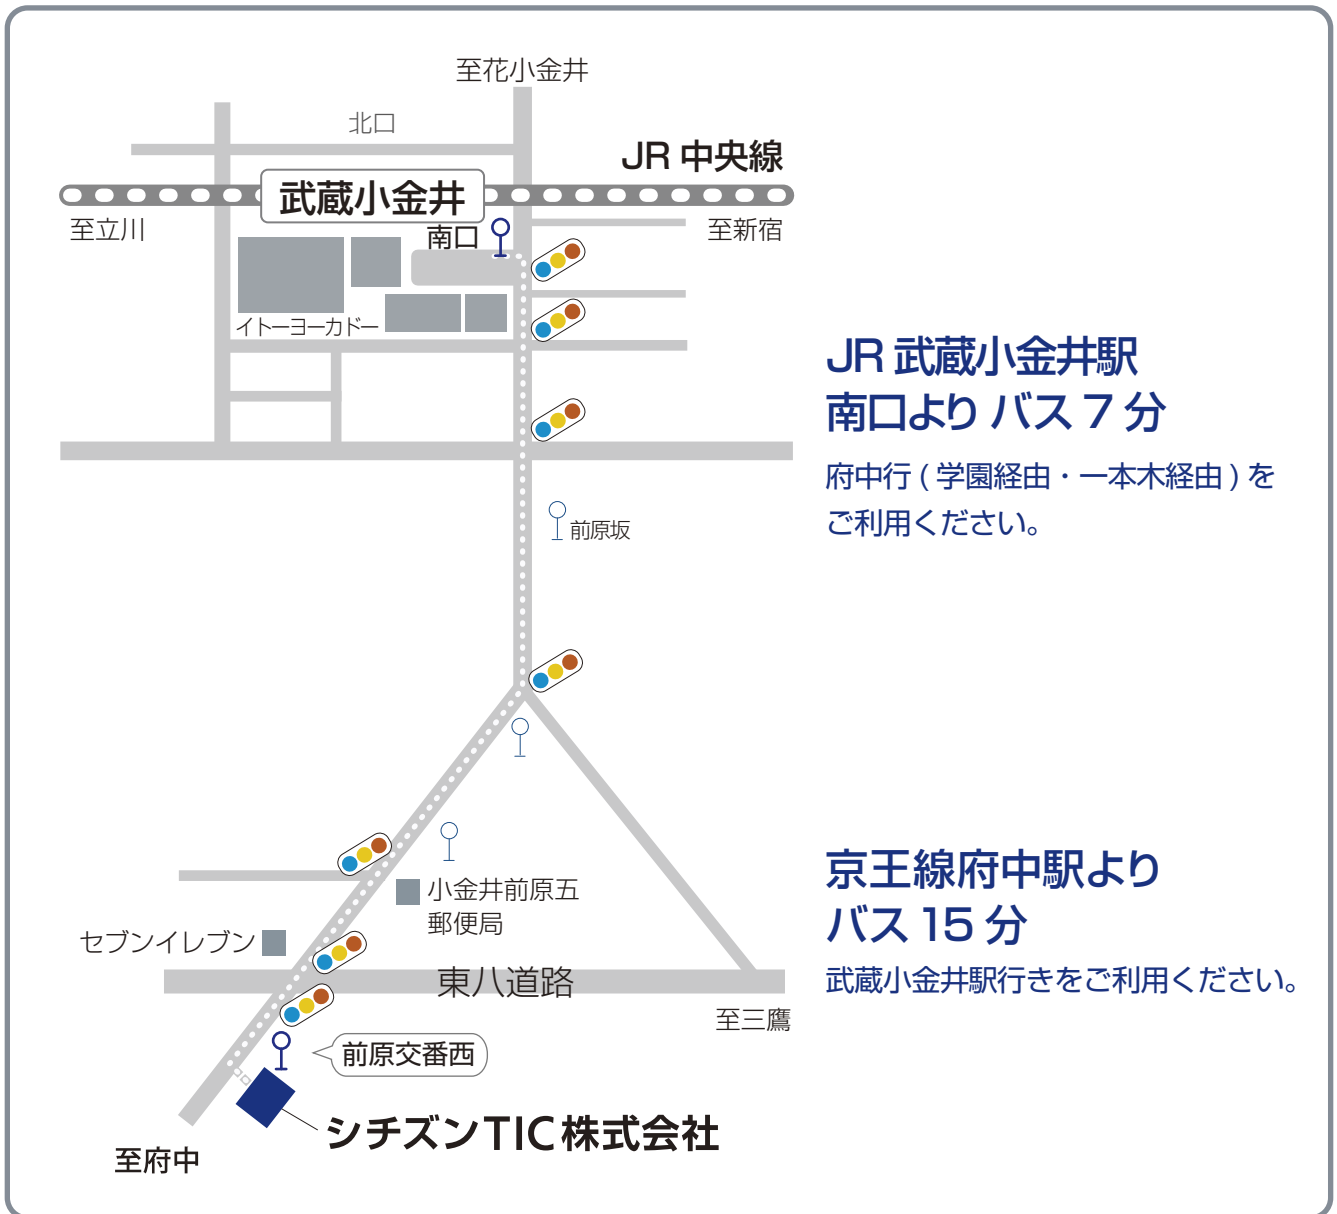 至花小金井
北口
JR 中央線
武蔵小金井
至立川
南口
至新宿
イトーヨーカドー
JR 武蔵小金井駅
南口より バス 7 分
府中行 ( 学園経由・一本木経由 ) を
ご利用ください。
前原坂
小金井前原五
郵便局
セブンイレブン
東八道路
至三鷹
京王線府中駅より
バス 15 分
武蔵小金井駅行きをご利用ください。
前原交番西
シチズンTIC株式会社
至府中